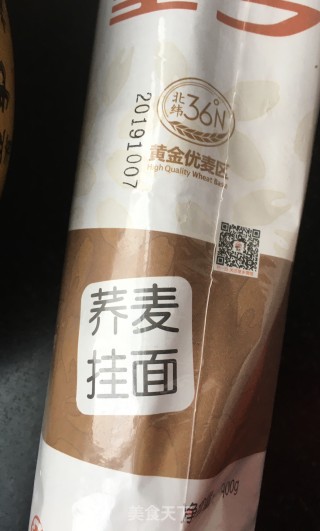 北纬36°N
黄金优麦区
High Quality Wheat Base
20191007
荞麦
挂面
900g
美食天下